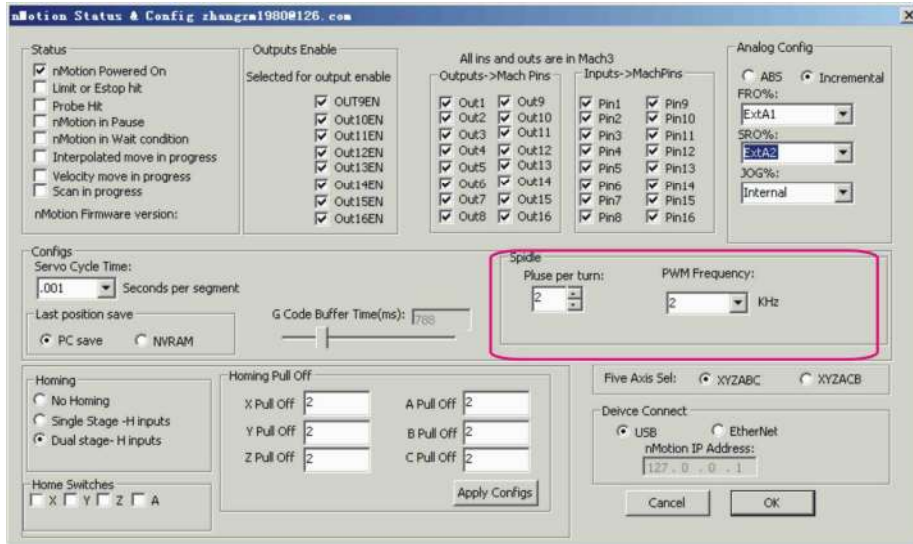 nMotion Status & Config zhangrm1980@126.com
Status
nMotion Powered On
Limit or Estop hit
Probe Hit
nMotion in Pause
nMotion in Wait condition
Interpolated move in progress
Velocity move in progress
Scan in progress
nMotion Firmware version:
Outputs Enable
Selected for output enable
OUT9EN
Out10EN
Out11EN
Out12EN
Out13EN
Out14EN
Out15EN
Out16EN
All ins and outs are in Mach3
Outputs->Mach Pins
Out1 Out9
Out2 Out10
Out3 Out11
Out4 Out12
Out5 Out13
Out6 Out14
Out7 Out15
Out8 Out16
Inputs->MachPins
Pin1 Pin9
Pin2 Pin10
Pin3 Pin11
Pin4 Pin12
Pin5 Pin13
Pin6 Pin14
Pin7 Pin15
Pin8 Pin16
Analog Config
ABS Incremental
FRO%:
ExtA1
SRO%:
ExtA2
JOG%:
Internal
Configs
Servo Cycle Time:
.001 Seconds per segment
Last position save
PC save NVRAM
G Code Buffer Time(ms): 788
Spidle
Pluse per turn: PWM Frequency:
2 2 KHz
Homing
No Homing
Single Stage -H inputs
Dual stage- H inputs
Home Switches
X Y Z A
Homing Pull Off
X Pull Off 2 A Pull Off 2
Y Pull Off 2 B Pull Off 2
Z Pull Off 2 C Pull Off 2
Apply Configs
Five Axis Sel: XYZABC XYZACB
Deivce Connect
USB EtherNet
nMotion IP Address:
127 . 0 . 0 . 1
Cancel OK